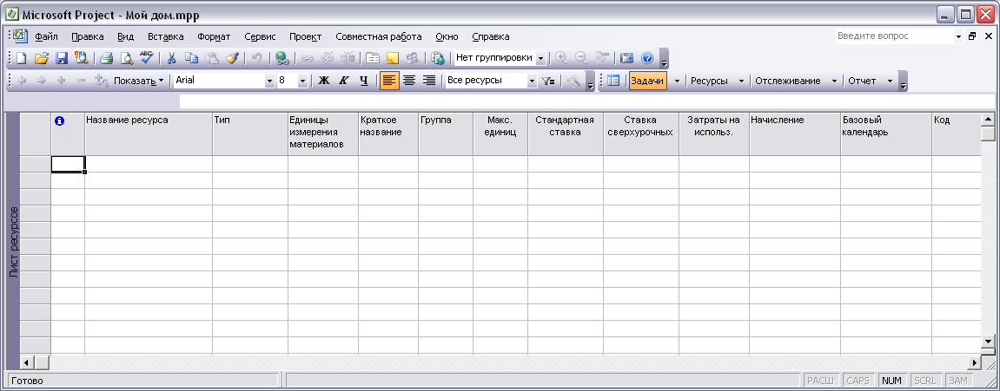 Microsoft Project - Мой дом.mpp
Файл Правка Вид Вставка Формат Сервис Проект Совместная работа Окно Справка Введите вопрос
ABC Нет группировки
Показать Arial 8 Ж К Ч Все ресурсы Задачи Ресурсы Отслеживание Отчет
Название ресурса Тип Единицы измерения материалов Краткое название Группа Макс. единиц Стандартная ставка Ставка сверхурочных Затраты на использ. Начисление Базовый календарь Код
Лист ресурсов
Готово РАСШ CAPS NUM SCRL ЗАМ